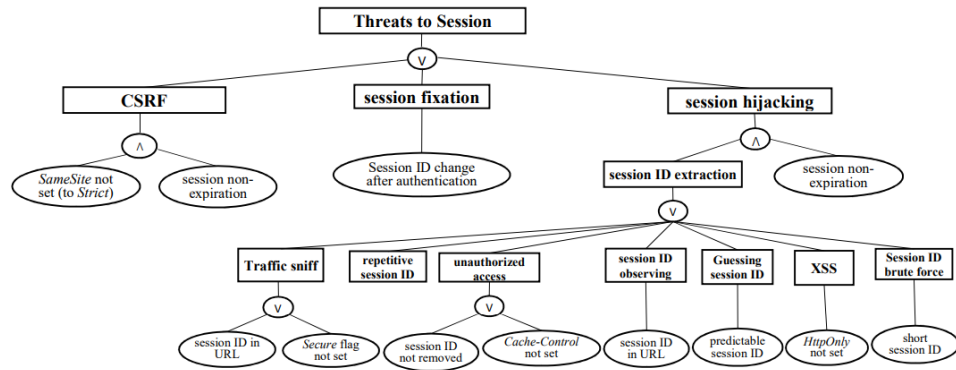 Threats to Session
∨
CSRF
session fixation
session hijacking
∧
∧
SameSite not
set (to Strict)
session non-
expiration
Session ID change
after authentication
session ID extraction
session non-
expiration
∨
Traffic sniff
repetitive
session ID
unauthorized
access
session ID
observing
Guessing
session ID
XSS
Session ID
brute force
∨
∨
session ID in
URL
Secure flag
not set
session ID
not removed
Cache-Control
not set
session ID
in URL
predictable
session ID
HttpOnly
not set
short
session ID